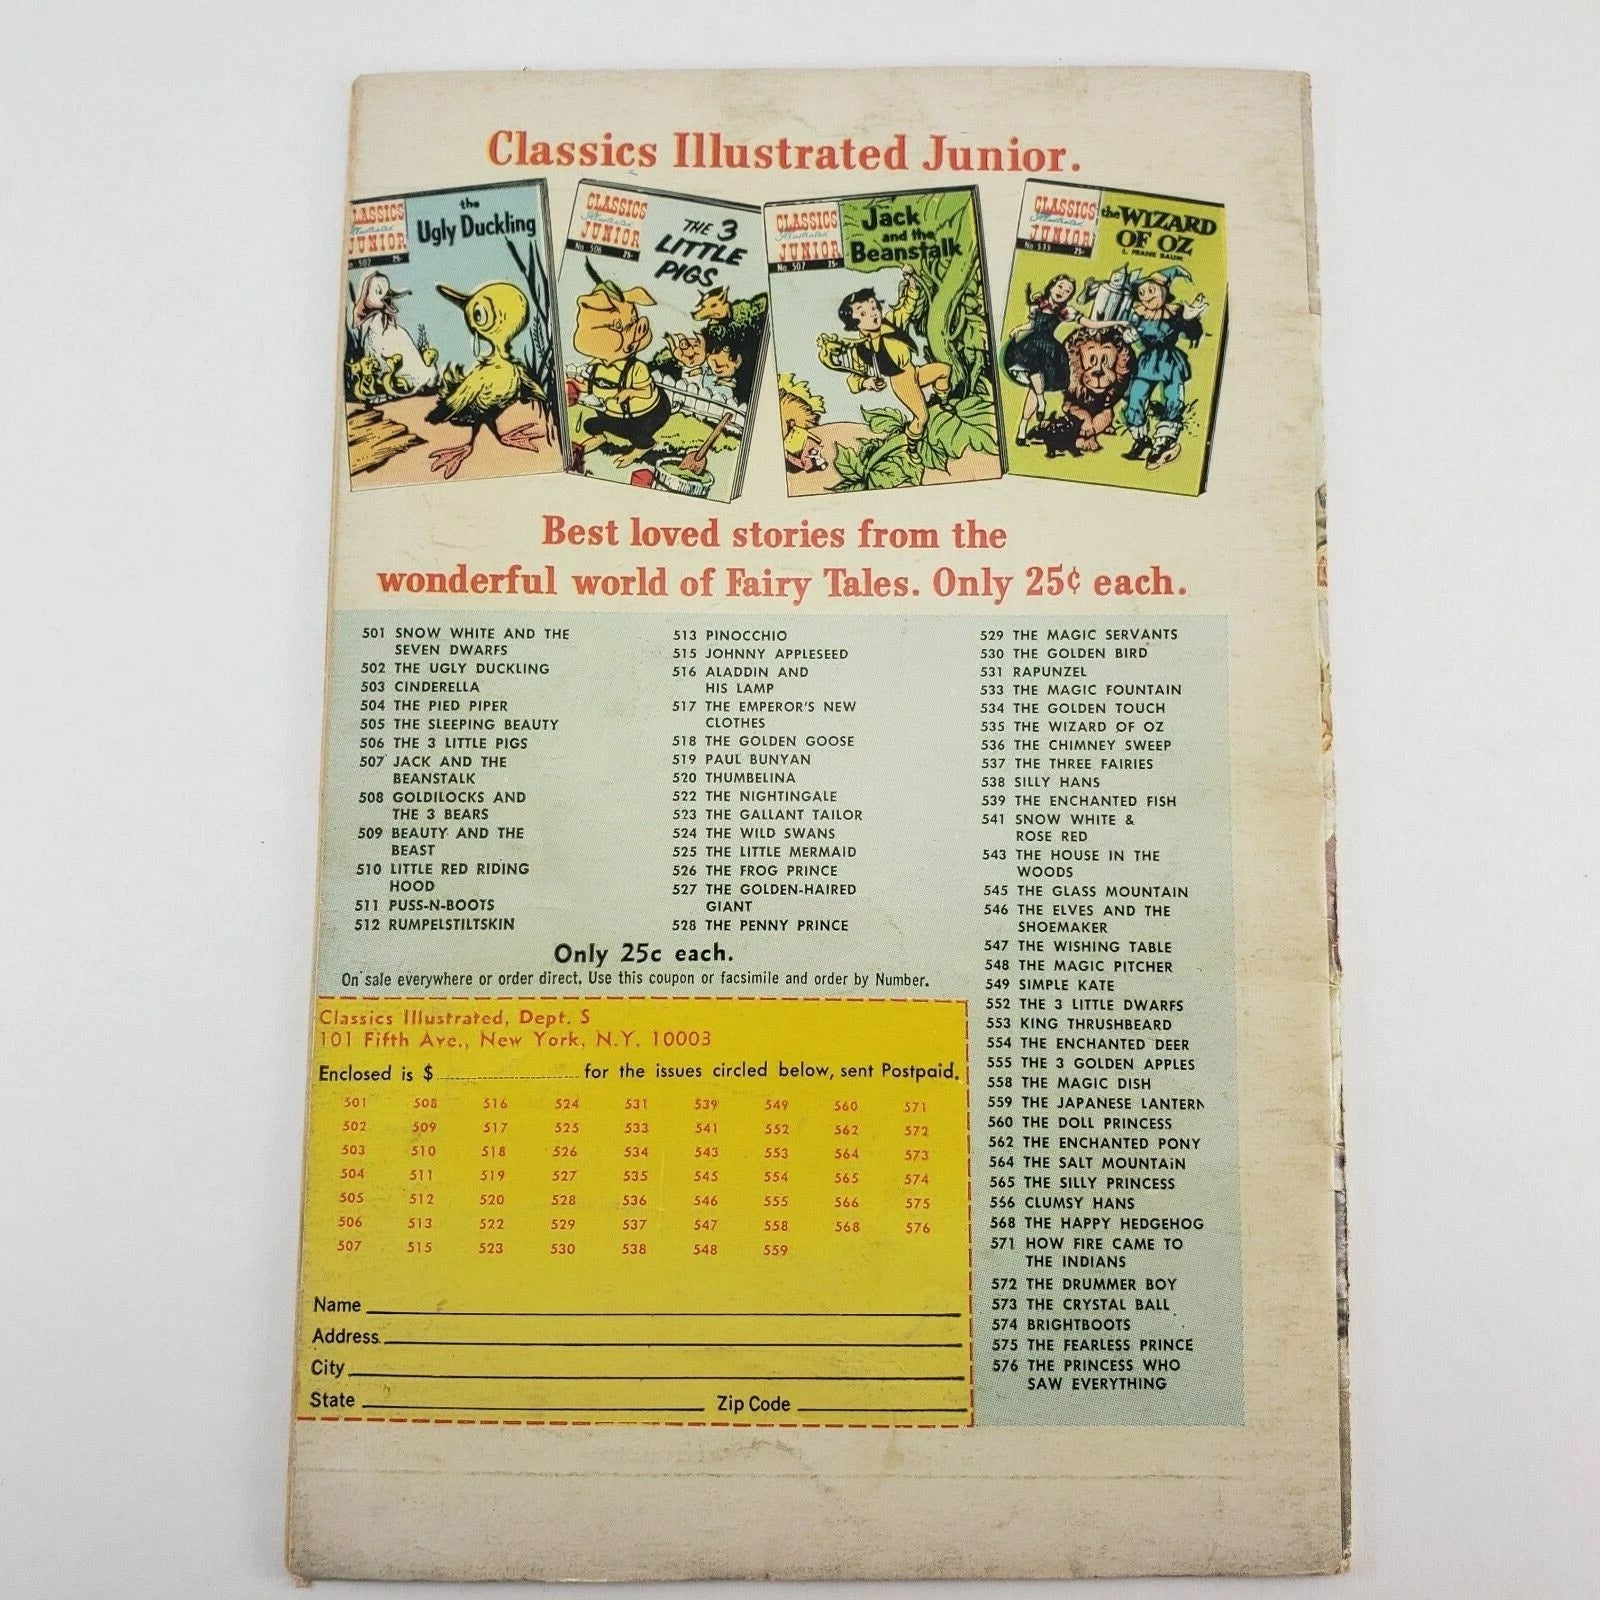 Classics Illustrated Junior.
LASSICS
Illustrated
JUNIOR
502 25¢
the
Ugly Duckling
CLASSICS
Illustrated
JUNIOR
No. 506 25¢
THE 3
LITTLE
PIGS
CLASSICS
Illustrated
JUNIOR
No 507 25¢
Jack
and the
Beanstalk
CLASSICS
Illustrated
JUNIOR
No 535 25¢
the WIZARD
OF OZ
L. FRANK BAUM
Best loved stories from the
wonderful world of Fairy Tales. Only 25¢ each.
501 SNOW WHITE AND THE
SEVEN DWARFS
502 THE UGLY DUCKLING
503 CINDERELLA
504 THE PIED PIPER
505 THE SLEEPING BEAUTY
506 THE 3 LITTLE PIGS
507 JACK AND THE
BEANSTALK
508 GOLDILOCKS AND
THE 3 BEARS
509 BEAUTY AND THE
BEAST
510 LITTLE RED RIDING
HOOD
511 PUSS-N-BOOTS
512 RUMPELSTILTSKIN
513 PINOCCHIO
515 JOHNNY APPLESEED
516 ALADDIN AND
HIS LAMP
517 THE EMPEROR'S NEW
CLOTHES
518 THE GOLDEN GOOSE
519 PAUL BUNYAN
520 THUMBELINA
522 THE NIGHTINGALE
523 THE GALLANT TAILOR
524 THE WILD SWANS
525 THE LITTLE MERMAID
526 THE FROG PRINCE
527 THE GOLDEN-HAIRED
GIANT
528 THE PENNY PRINCE
529 THE MAGIC SERVANTS
530 THE GOLDEN BIRD
531 RAPUNZEL
533 THE MAGIC FOUNTAIN
534 THE GOLDEN TOUCH
535 THE WIZARD OF OZ
536 THE CHIMNEY SWEEP
537 THE THREE FAIRIES
538 SILLY HANS
539 THE ENCHANTED FISH
541 SNOW WHITE &
ROSE RED
543 THE HOUSE IN THE
WOODS
545 THE GLASS MOUNTAIN
546 THE ELVES AND THE
SHOEMAKER
547 THE WISHING TABLE
548 THE MAGIC PITCHER
549 SIMPLE KATE
552 THE 3 LITTLE DWARFS
553 KING THRUSHBEARD
554 THE ENCHANTED DEER
555 THE 3 GOLDEN APPLES
558 THE MAGIC DISH
559 THE JAPANESE LANTERN
560 THE DOLL PRINCESS
562 THE ENCHANTED PONY
564 THE SALT MOUNTAIN
565 THE SILLY PRINCESS
566 CLUMSY HANS
568 THE HAPPY HEDGEHOG
571 HOW FIRE CAME TO
THE INDIANS
572 THE DRUMMER BOY
573 THE CRYSTAL BALL
574 BRIGHTBOOTS
575 THE FEARLESS PRINCE
576 THE PRINCESS WHO
SAW EVERYTHING
Only 25c each.
On sale everywhere or order direct. Use this coupon or facsimile and order by Number.
Classics Illustrated, Dept. S
101 Fifth Ave., New York, N.Y. 10003
Enclosed is $ for the issues circled below, sent Postpaid.
501 508 516 524 531 539 549 560 571
502 509 517 525 533 541 552 562 572
503 510 518 526 534 543 553 564 573
504 511 519 527 535 545 554 565 574
505 512 520 528 536 546 555 566 575
506 513 522 529 537 547 558 568 576
507 515 523 530 538 548 559
Name
Address
City
State Zip Code